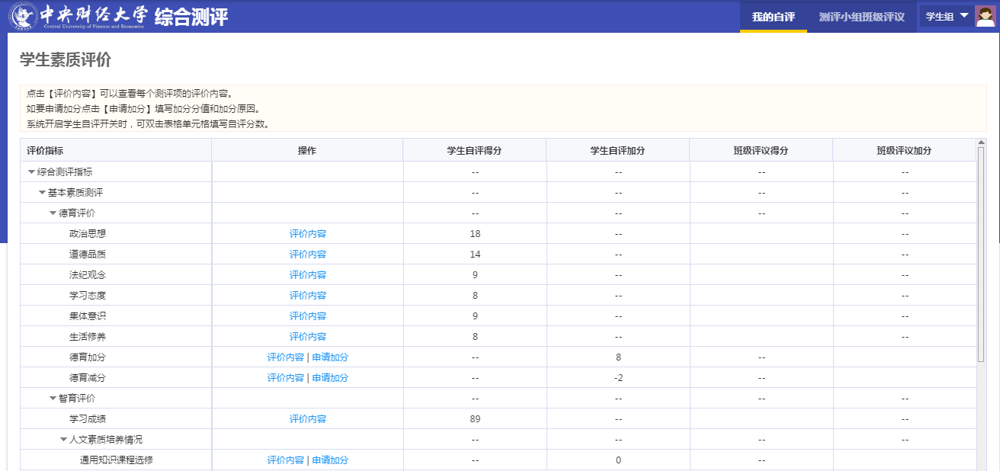 中央财经大学 综合测评 我的自评 测评小组班级评议 学生组
Central University of Finance and Economics
学生素质评价
点击【评价内容】可以查看每个测评项的评价内容。
如要申请加分点击【申请加分】填写加分分值和加分原因。
系统开启学生自评开关时，可双击表格单元格填写自评分数。
评价指标 操作 学生自评得分 学生自评加分 班级评议得分 班级评议加分
综合测评指标 -- -- -- --
基本素质测评 -- -- -- --
德育评价 -- -- -- --
政治思想 评价内容 18 -- --
道德品质 评价内容 14 -- --
法纪观念 评价内容 9 -- --
学习态度 评价内容 8 -- --
集体意识 评价内容 9 -- --
生活修养 评价内容 8 -- --
德育加分 评价内容 | 申请加分 -- 8 --
德育减分 评价内容 | 申请加分 -- -2 --
智育评价 -- -- -- --
学习成绩 评价内容 89 -- --
人文素质培养情况 -- -- -- --
通用知识课程选修 评价内容 | 申请加分 -- 0 --